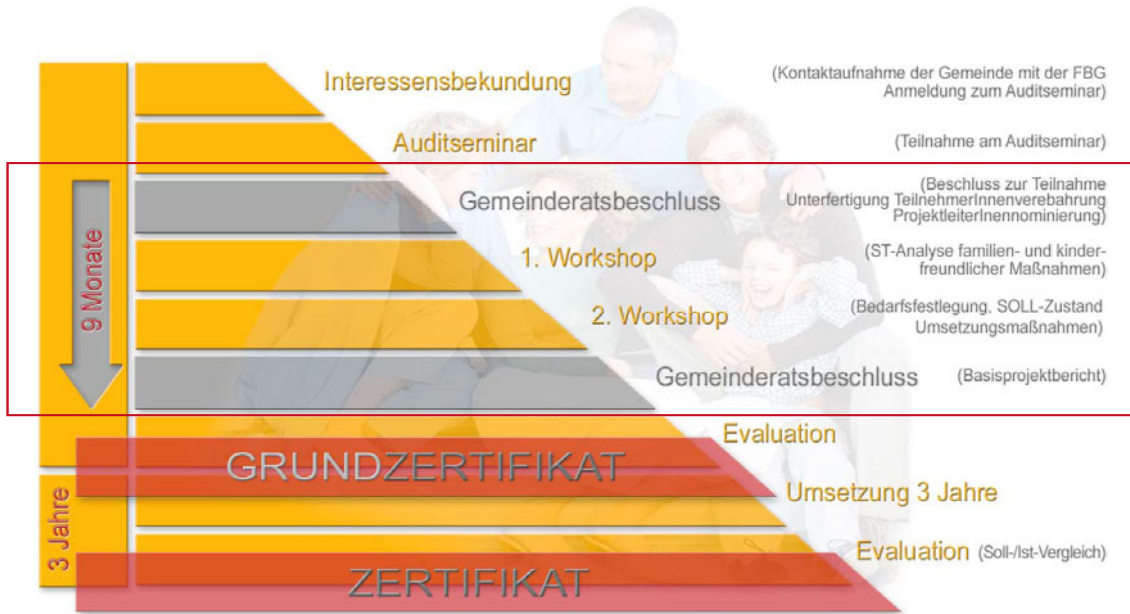 Interessensbekundung
(Kontaktaufnahme der Gemeinde mit der FBG
Anmeldung zum Auditseminar)
Auditseminar
(Teilnahme am Auditseminar)
9 Monate
Gemeinderatsbeschluss
(Beschluss zur Teilnahme
Unterfertigung TeilnehmerInnenverebahrung
ProjektleiterInennominierung)
1. Workshop
(ST-Analyse familien- und kinder-
freundlicher Maßnahmen)
2. Workshop
(Bedarfsfestlegung, SOLL-Zustand
Umsetzungsmaßnahmen)
Gemeinderatsbeschluss
(Basisprojektbericht)
Evaluation
GRUNDZERTIFIKAT
3 Jahre
Umsetzung 3 Jahre
Evaluation (Soll-/Ist-Vergleich)
ZERTIFIKAT